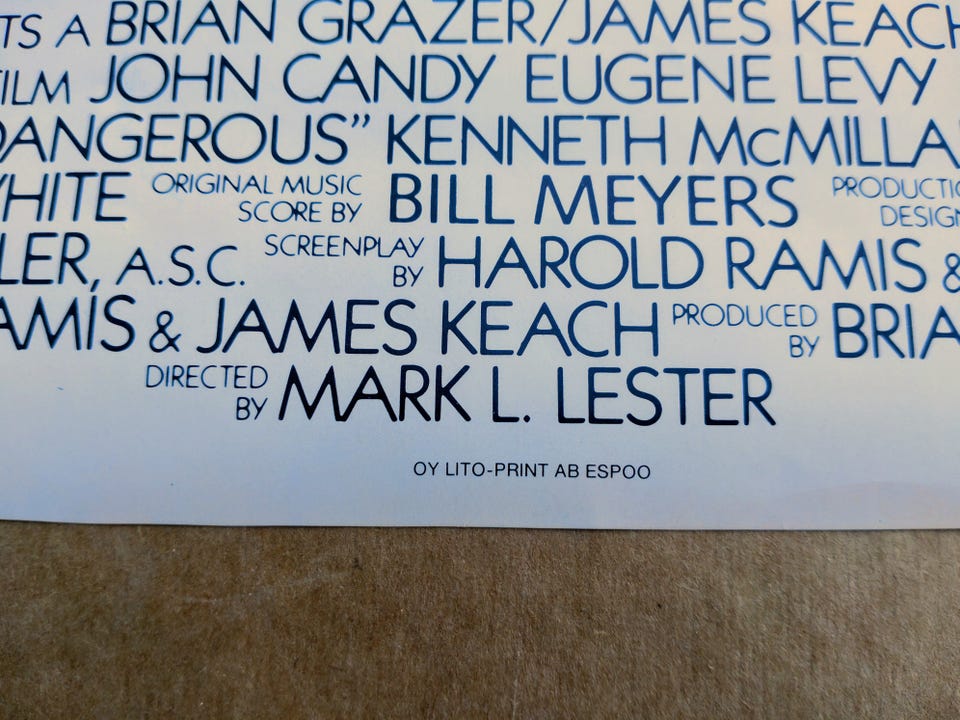 TS A BRIAN GRAZER/JAMES KEACH
FILM JOHN CANDY EUGENE LEVY
DANGEROUS” KENNETH McMILLA
WHITE ORIGINAL MUSIC SCORE BY BILL MEYERS PRODUCTIO DESIGN
LER, A.S.C. SCREENPLAY BY HAROLD RAMIS &
AMIS & JAMES KEACH PRODUCED BY BRIA
DIRECTED BY MARK L. LESTER
OY LITO-PRINT AB ESPOO